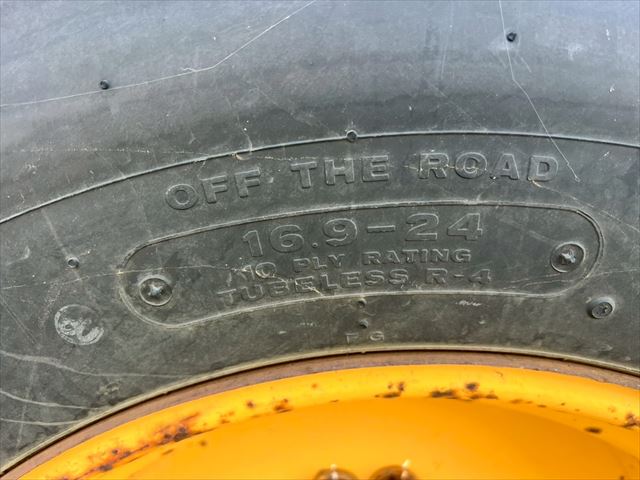 OFF THE ROAD
16.9-24
10 PLY RATING
TUBELESS R-4
F G